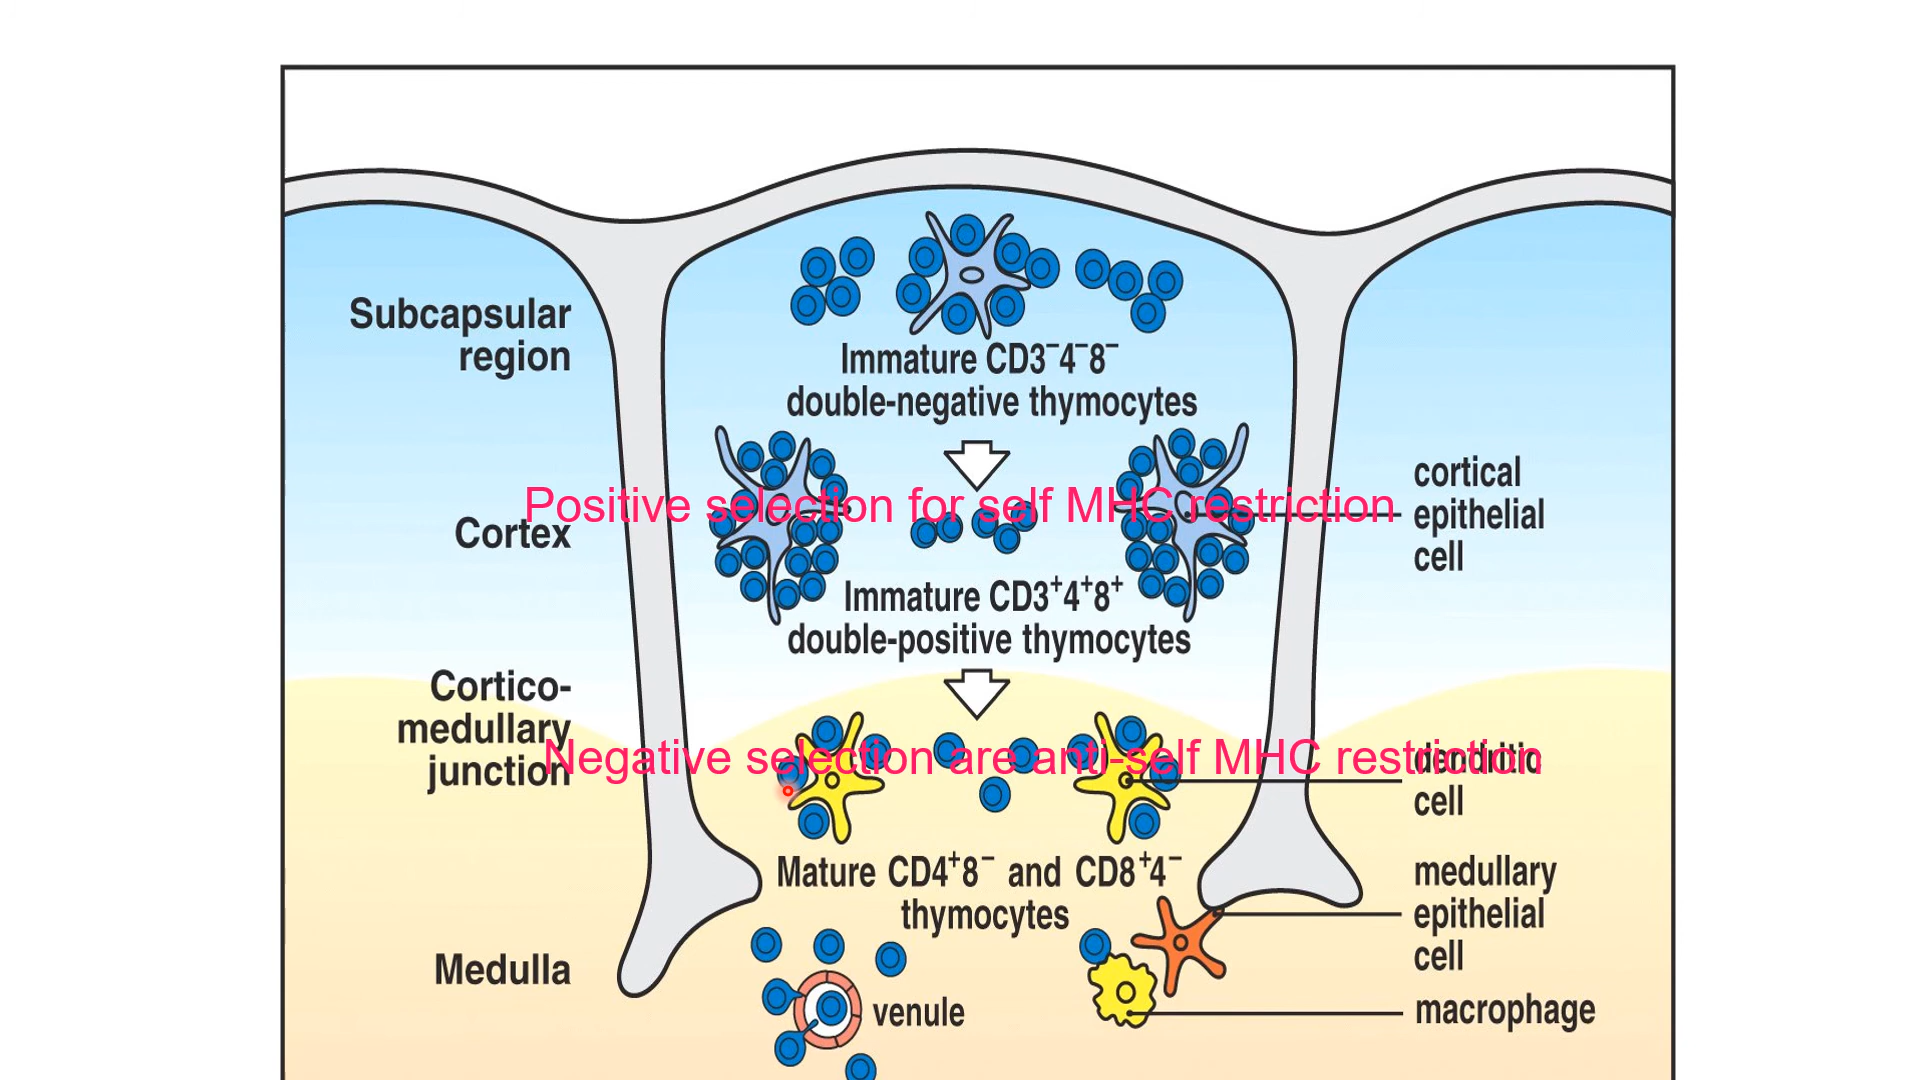 Subcapsular
region
Immature CD3⁻4⁻8⁻
double-negative thymocytes
Positive selection for self MHC restriction
cortical
epithelial
cell
Cortex
Immature CD3⁺4⁺8⁺
double-positive thymocytes
Cortico-
medullary
junction
Negative selection are anti-self MHC restriction
dendritic
cell
Mature CD4⁺8⁻ and CD8⁺4⁻
thymocytes
medullary
epithelial
cell
Medulla
venule
macrophage